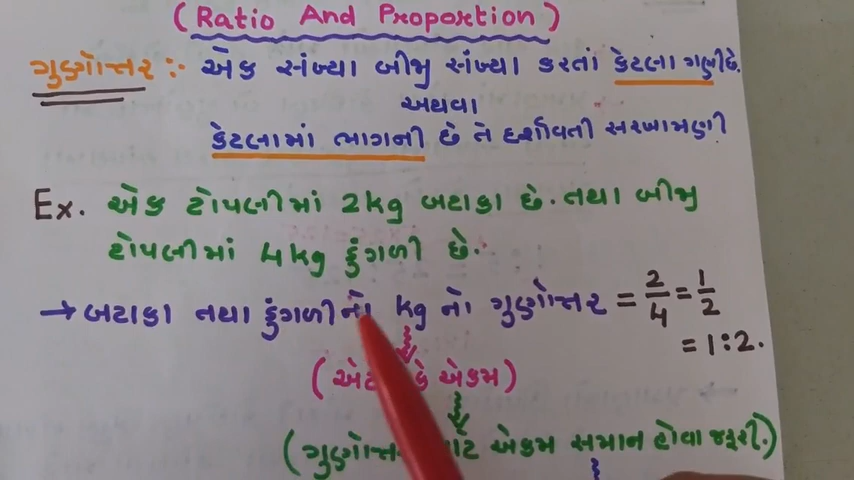 (Ratio And Proportion)
ગુણોત્તર :- એક સંખ્યા બીજી સંખ્યા કરતાં કેટલા ગણી છે.
અથવા
કેટલામાં ભાગની છે તે દર્શાવતી સરખામણી
Ex. એક ટોપલીમાં 2kg બટાકા છે. તથા બીજી
ટોપલીમાં 4kg ડુંગળી છે.
→ બટાકા તથા ડુંગળીનો kg નો ગુણોત્તર = 2/4 = 1/2
= 1:2.
( કે એકમ)
( એકમ સમાન હોવા જરૂરી.)